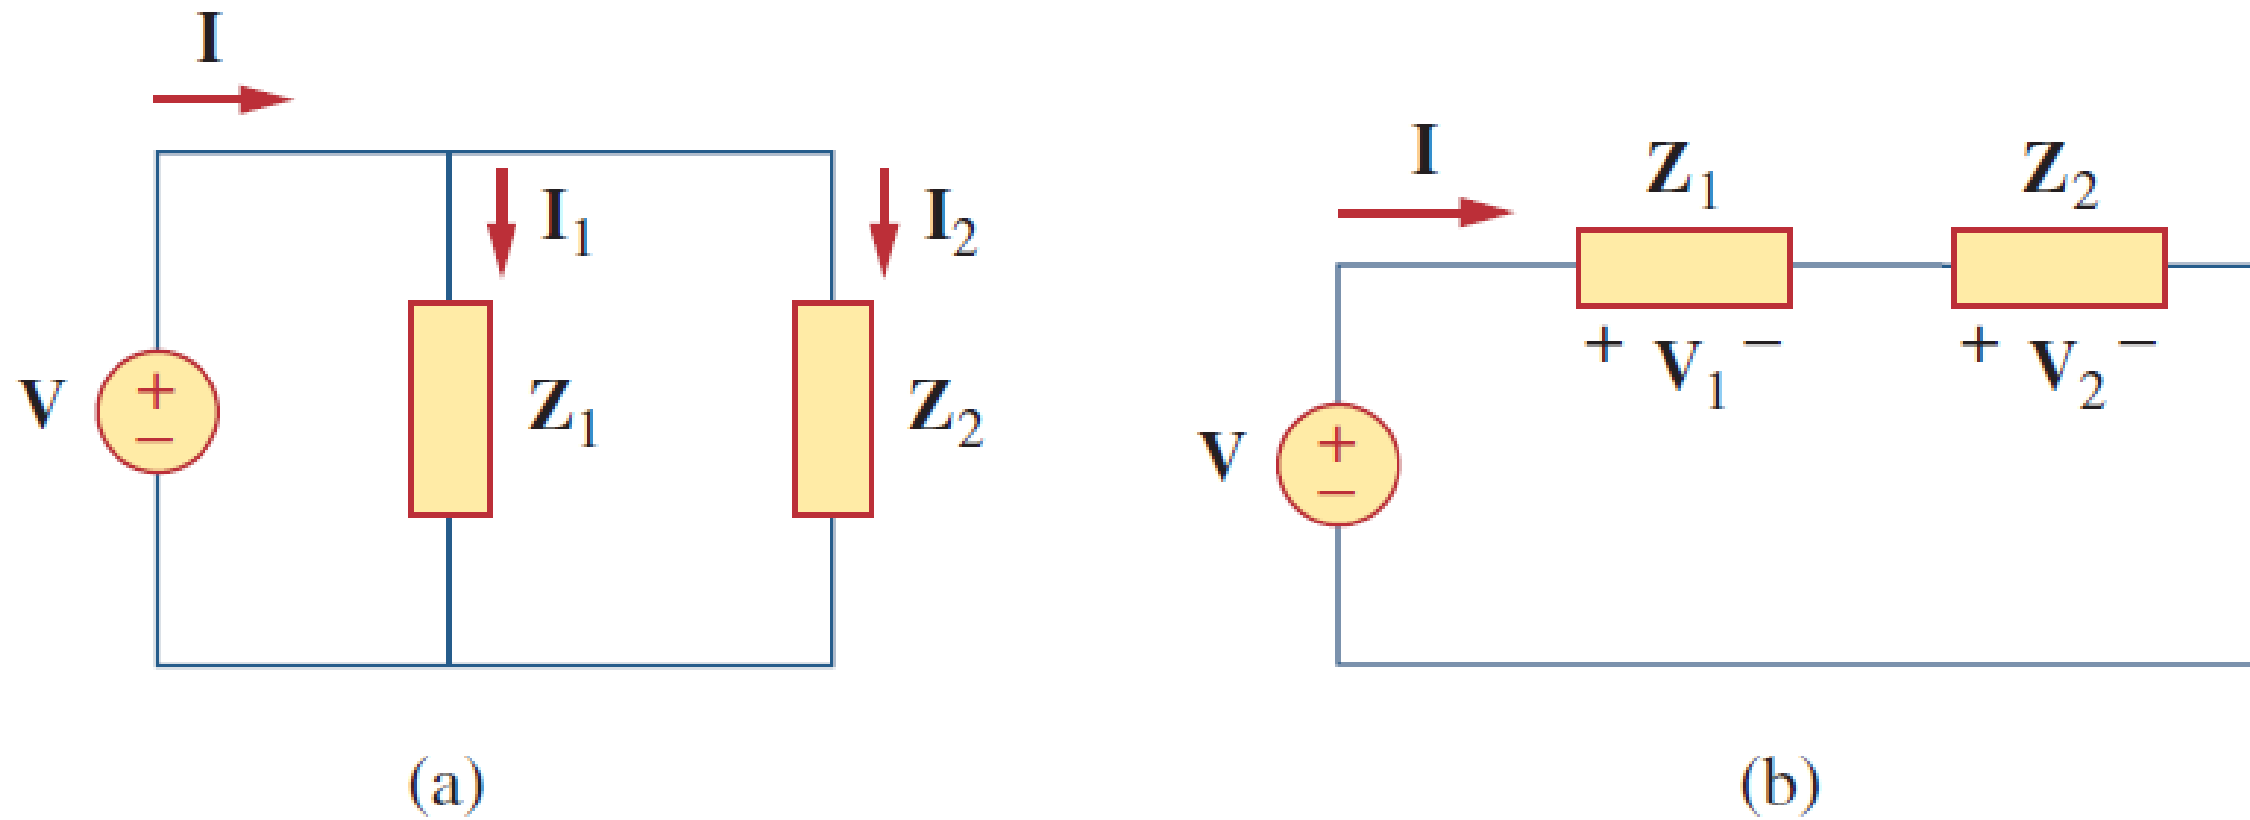 I
I₁
I₂
V
+
−
Z₁
Z₂
(a)
I
Z₁
Z₂
+ V₁ −
+ V₂ −
V
+
−
(b)